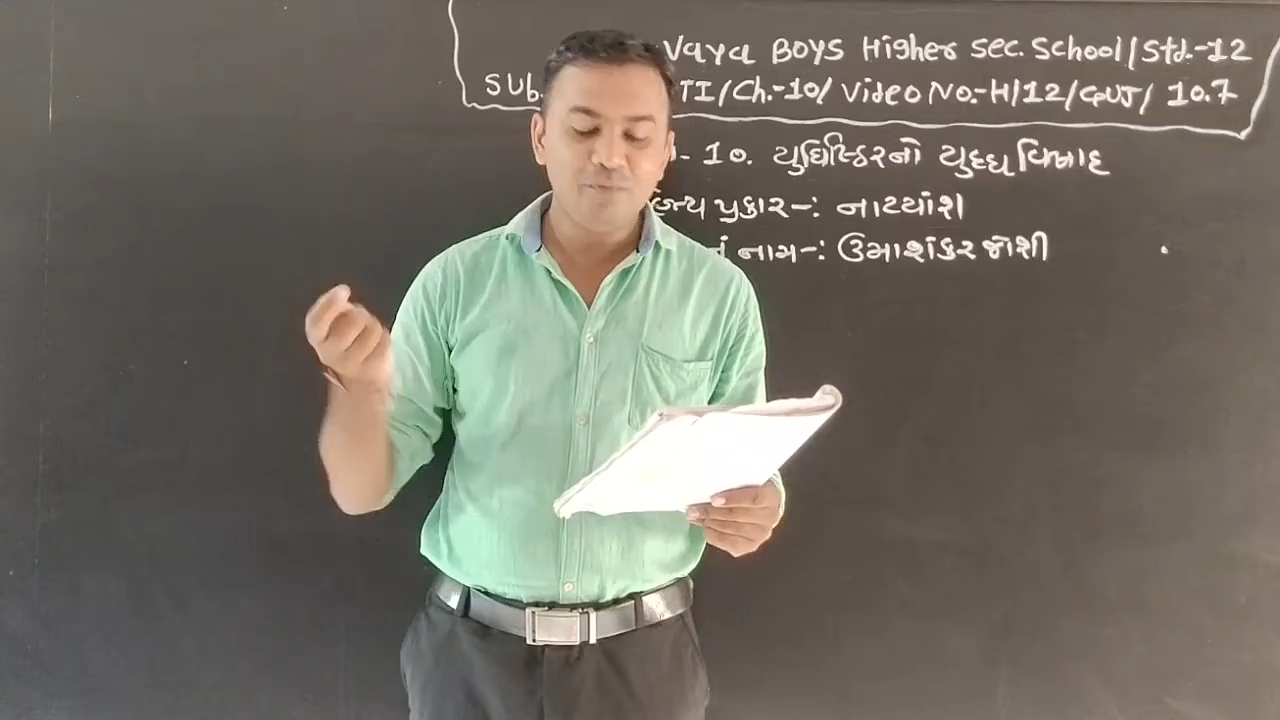 Vaya BOYS Higher sec. School/Std.-12
SUb. TI/Ch.-10/ Video No.-H/12/GUJ/ 10.7
- 10. યુધિષ્ઠિરનો યુદ્ધવિષાદ
પ્રકાર-: નાટ્યાંશ
નામ-: ઉમાશંકર જોશી